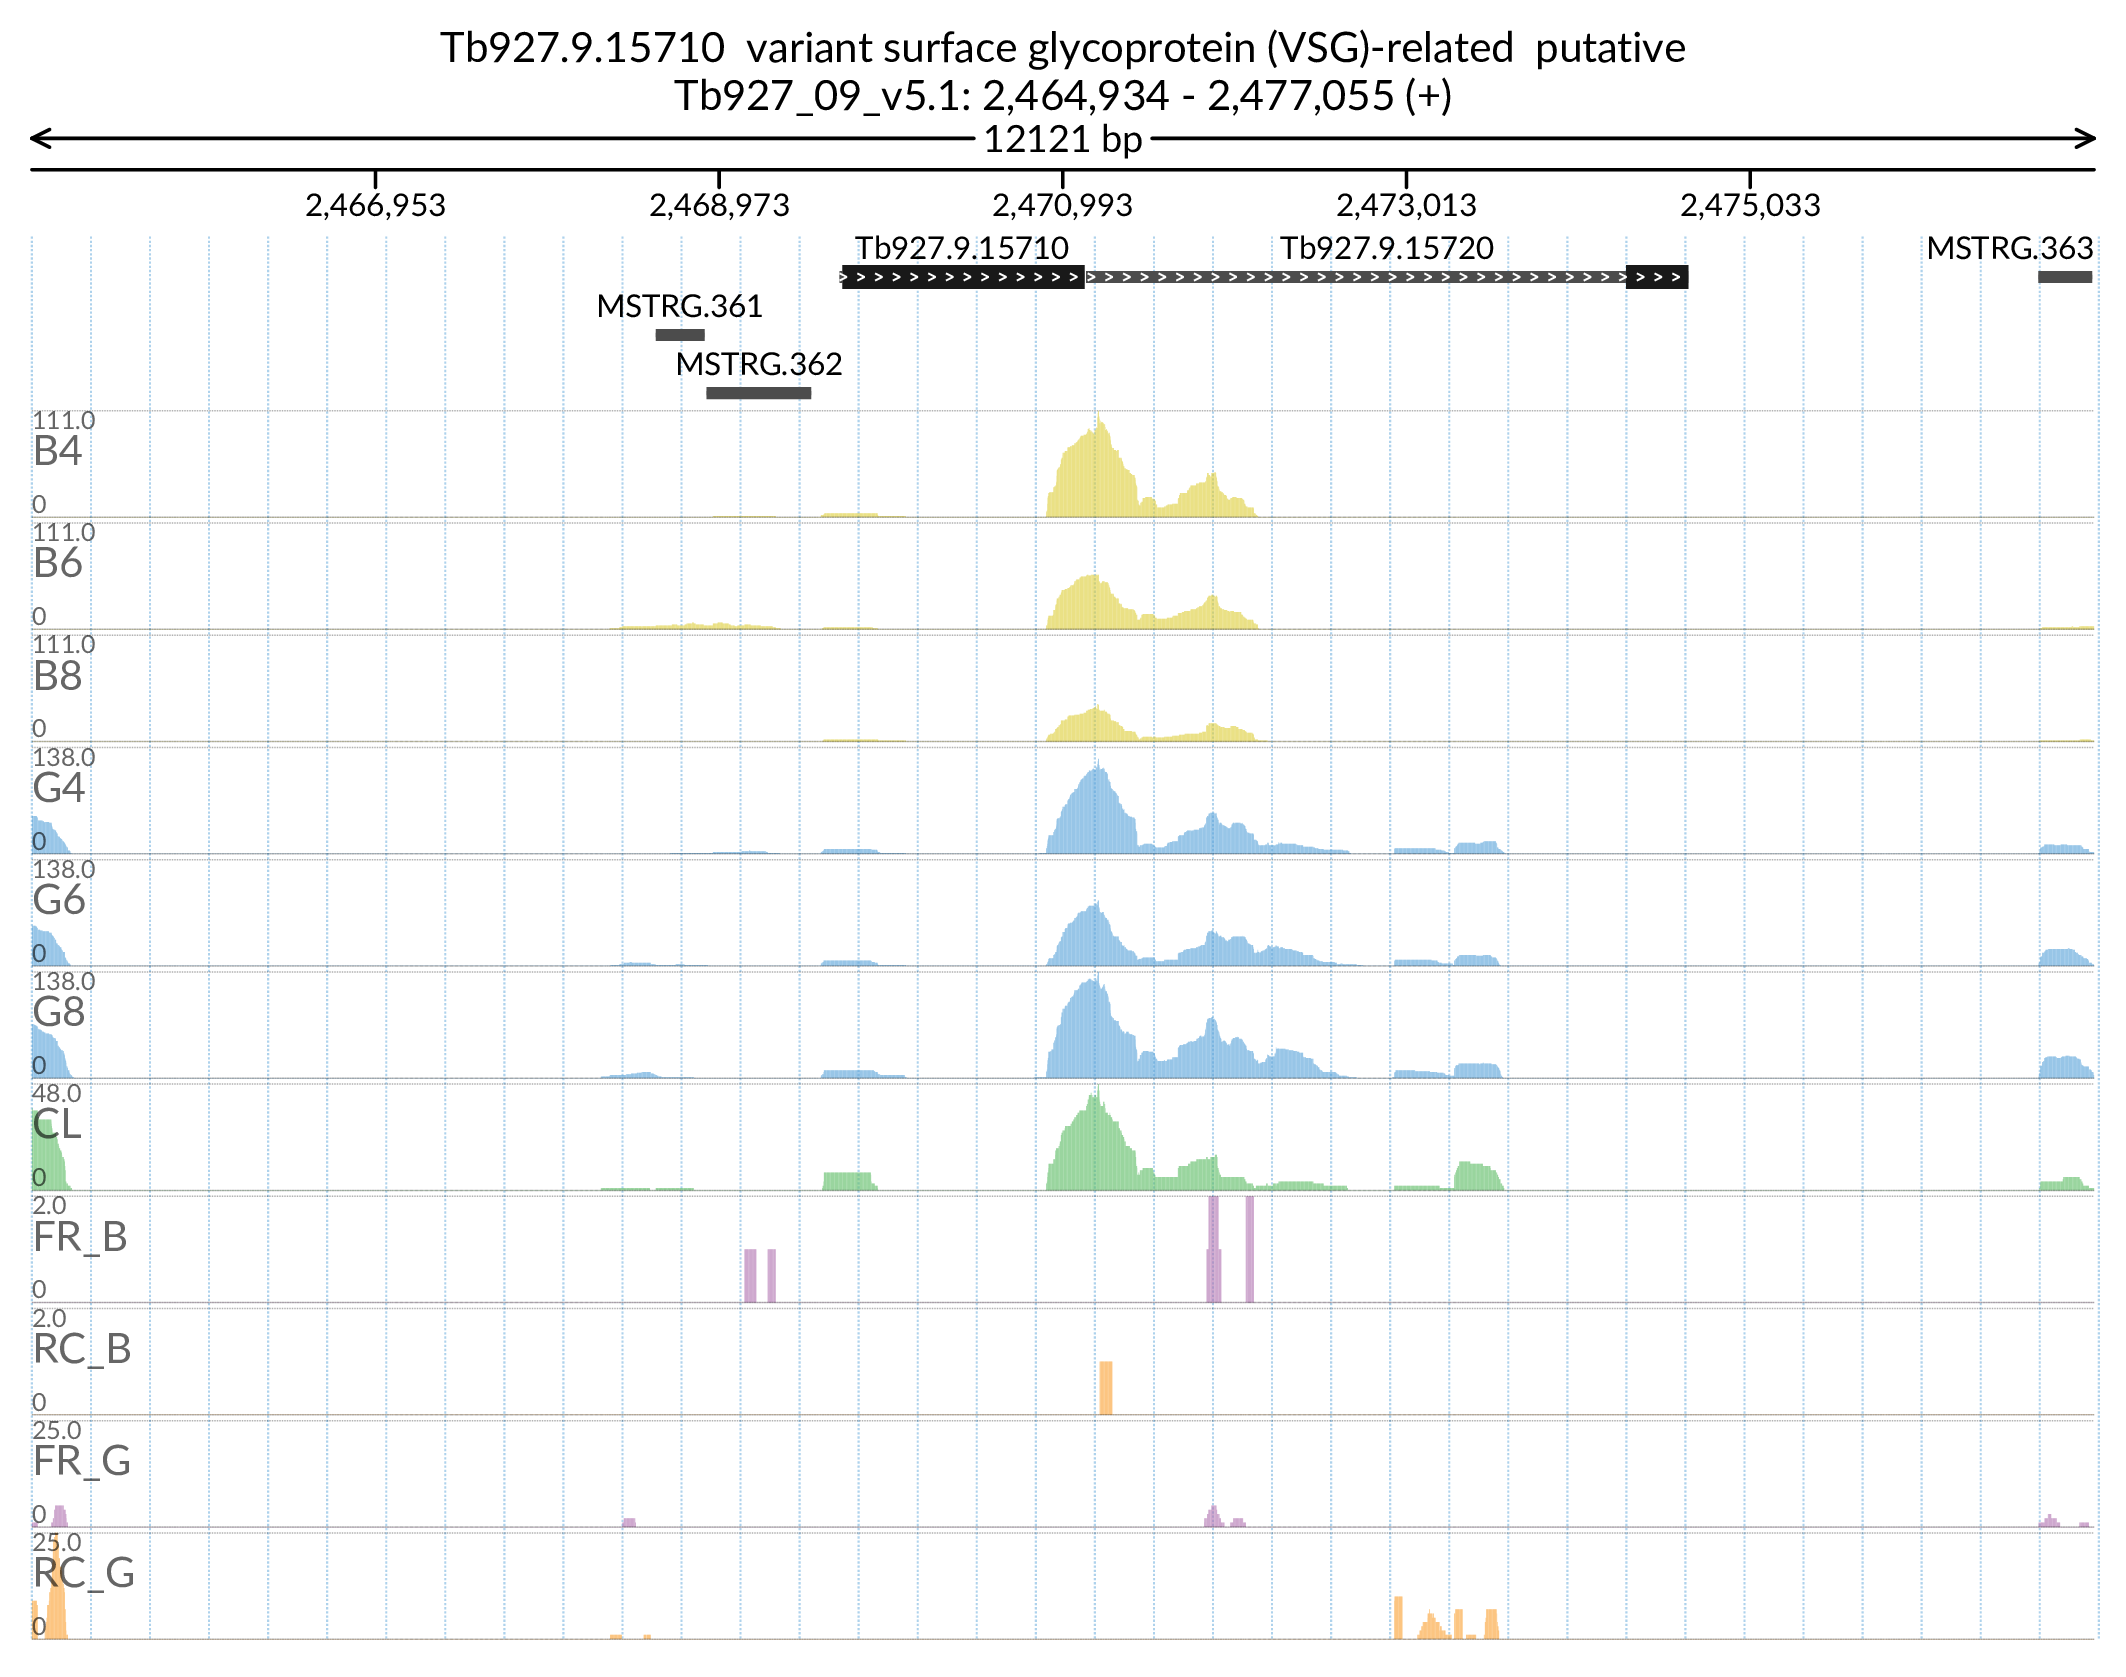 Tb927.9.15710 variant surface glycoprotein (VSG)-related putative
Tb927_09_v5.1: 2,464,934 - 2,477,055 (+)
12121 bp
2,466,953 2,468,973 2,470,993 2,473,013 2,475,033
Tb927.9.15710 Tb927.9.15720 MSTRG.363
MSTRG.361
MSTRG.362
111.0
B4
0
111.0
B6
0
111.0
B8
0
138.0
G4
0
138.0
G6
0
138.0
G8
0
48.0
CL
0
2.0
FR_B
0
2.0
RC_B
0
25.0
FR_G
0
25.0
RC_G
0